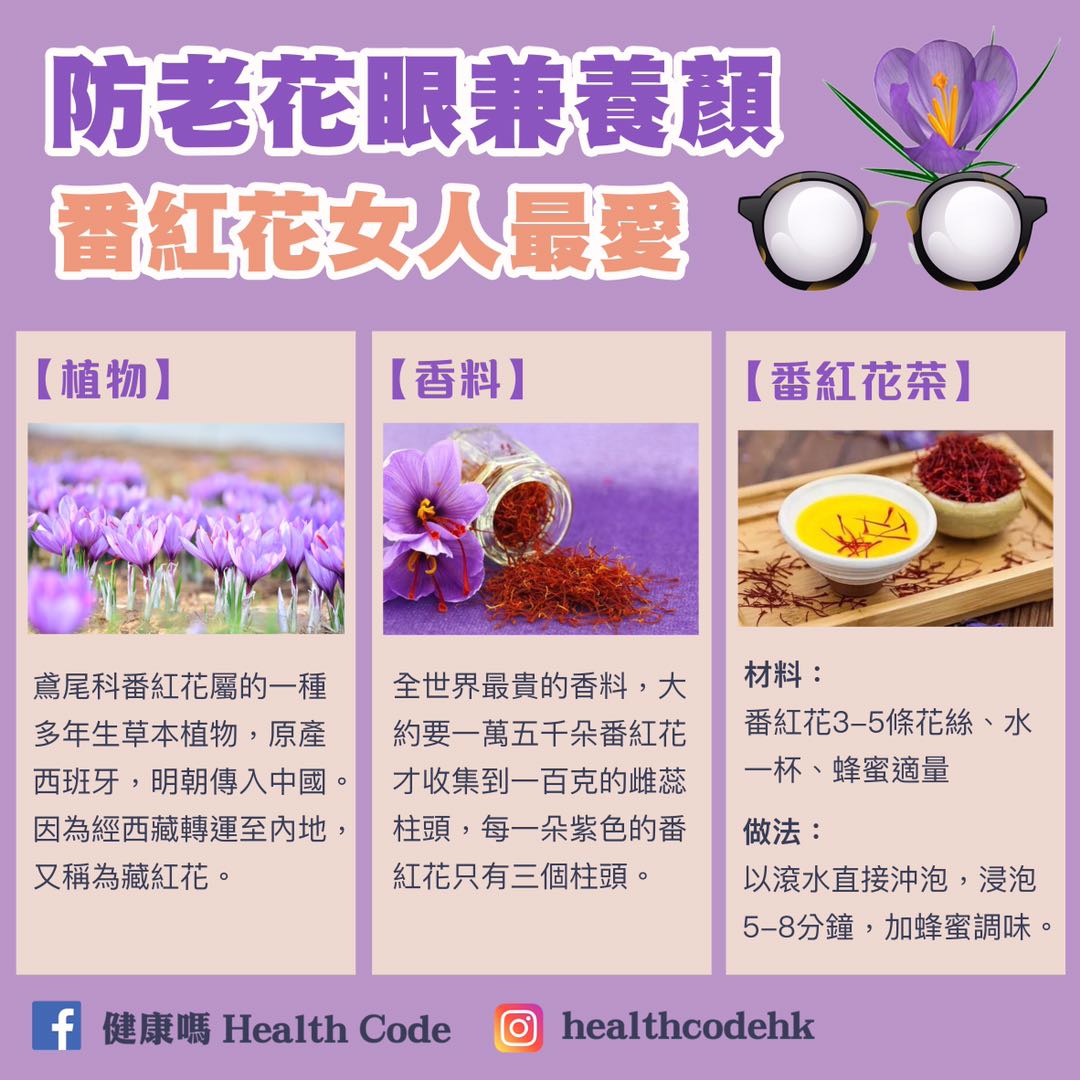 防老花眼兼養顏
番紅花女人最愛
【植物】
鳶尾科番紅花屬的一種
多年生草本植物，原產
西班牙，明朝傳入中國。
因為經西藏轉運至內地，
又稱為藏紅花。
【香料】
全世界最貴的香料，大
約要一萬五千朵番紅花
才收集到一百克的雌蕊
柱頭，每一朵紫色的番
紅花只有三個柱頭。
【番紅花茶】
材料：
番紅花3–5條花絲、水
一杯、蜂蜜適量
做法：
以滾水直接沖泡，浸泡
5–8分鐘，加蜂蜜調味。
健康嗎 Health Code
healthcodehk